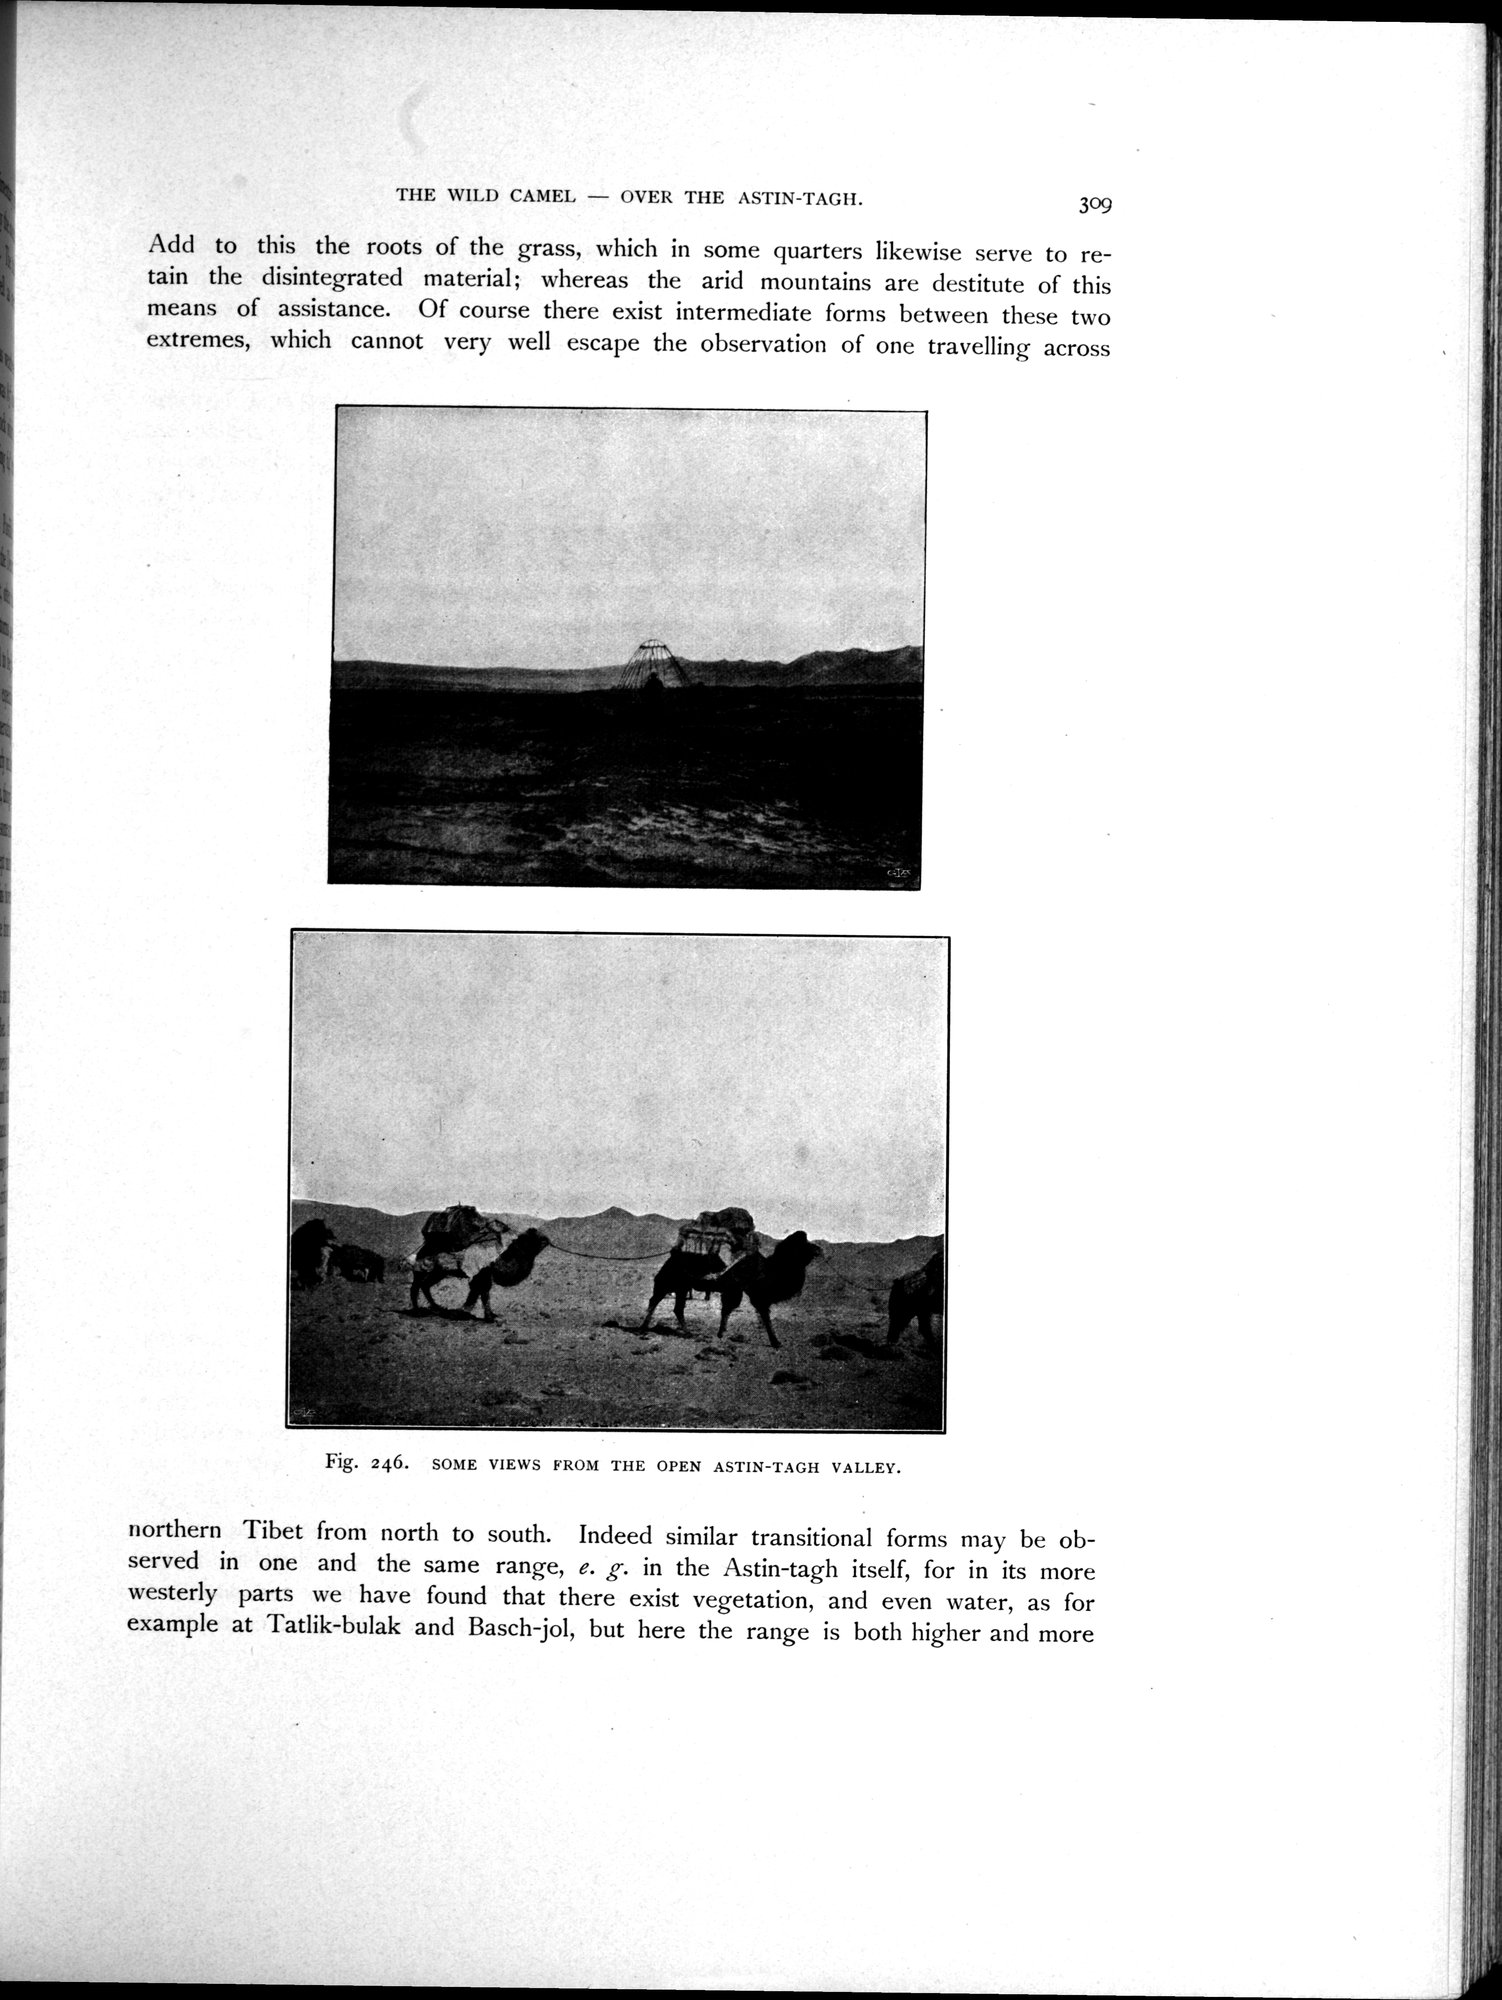 THE WILD CAMEL — OVER THE ASTIN-TAGH.
309
Add to this the roots of the grass, which in some quarters likewise serve to re-
tain the disintegrated material; whereas the arid mountains are destitute of this
means of assistance. Of course there exist intermediate forms between these two
extremes, which cannot very well escape the observation of one travelling across
Fig. 246. SOME VIEWS FROM THE OPEN ASTIN-TAGH VALLEY.
northern Tibet from north to south. Indeed similar transitional forms may be ob-
served in one and the same range, e. g. in the Astin-tagh itself, for in its more
westerly parts we have found that there exist vegetation, and even water, as for
example at Tatlik-bulak and Basch-jol, but here the range is both higher and more